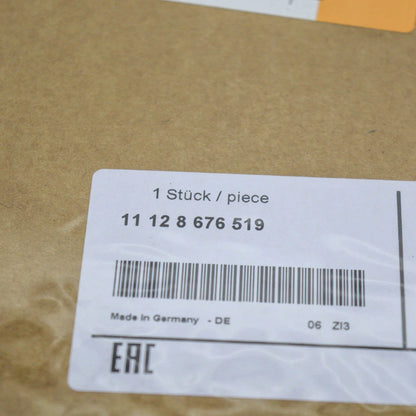 1 Stück / piece
11 12 8 676 519
Made in Germany - DE 06 ZI3
EAC